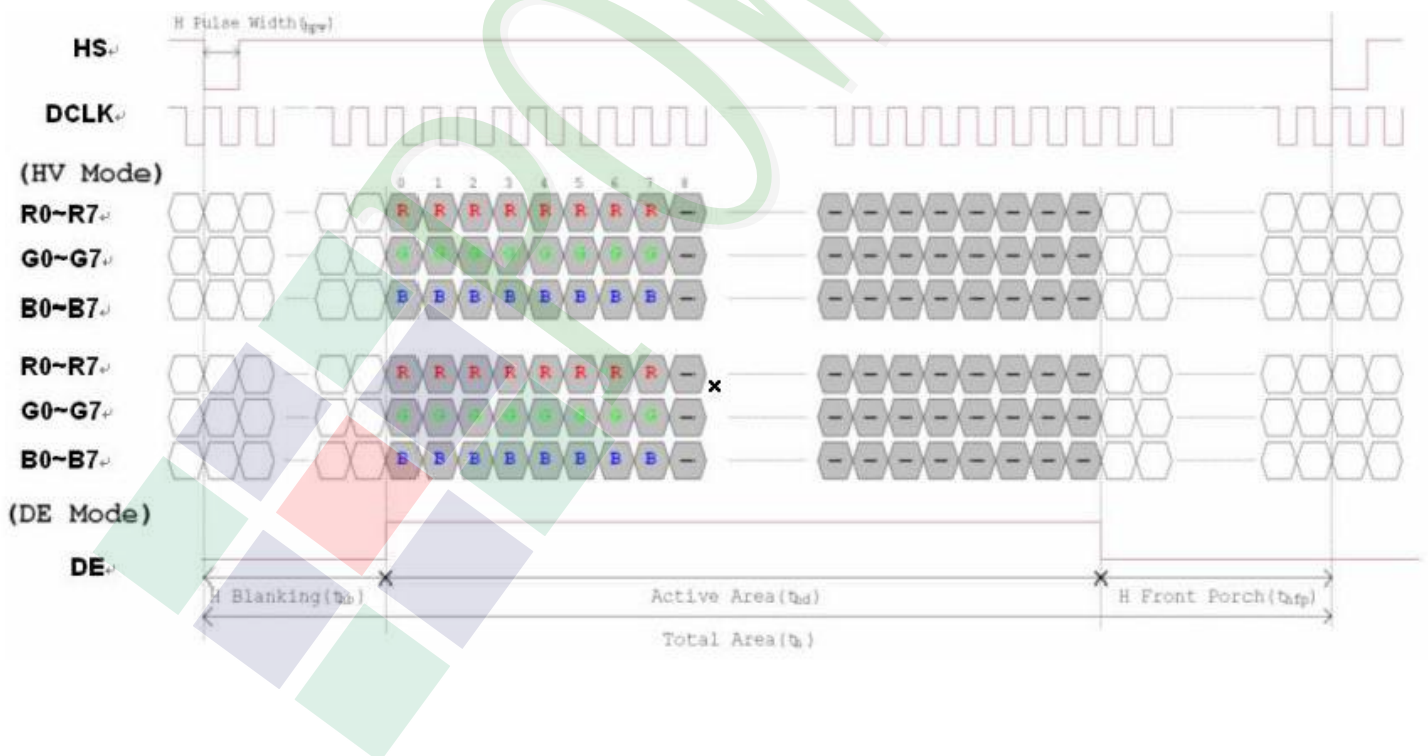 H Pulse Width(thpw)
HS
DCLK
(HV Mode)
0 1 2 3 4 5 6 7 8
R0~R7 R R R R R R R R — — — — — — — — —
G0~G7 G G G G G G G G — — — — — — — — —
B0~B7 B B B B B B B B — — — — — — — — —
R0~R7 R R R R R R R R — — — — — — — — —
G0~G7 G G G G G G G G — — — — — — — — —
B0~B7 B B B B B B B B — — — — — — — — —
(DE Mode)
DE
H Blanking(thb) Active Area(thd) H Front Porch(thfp)
Total Area(th)